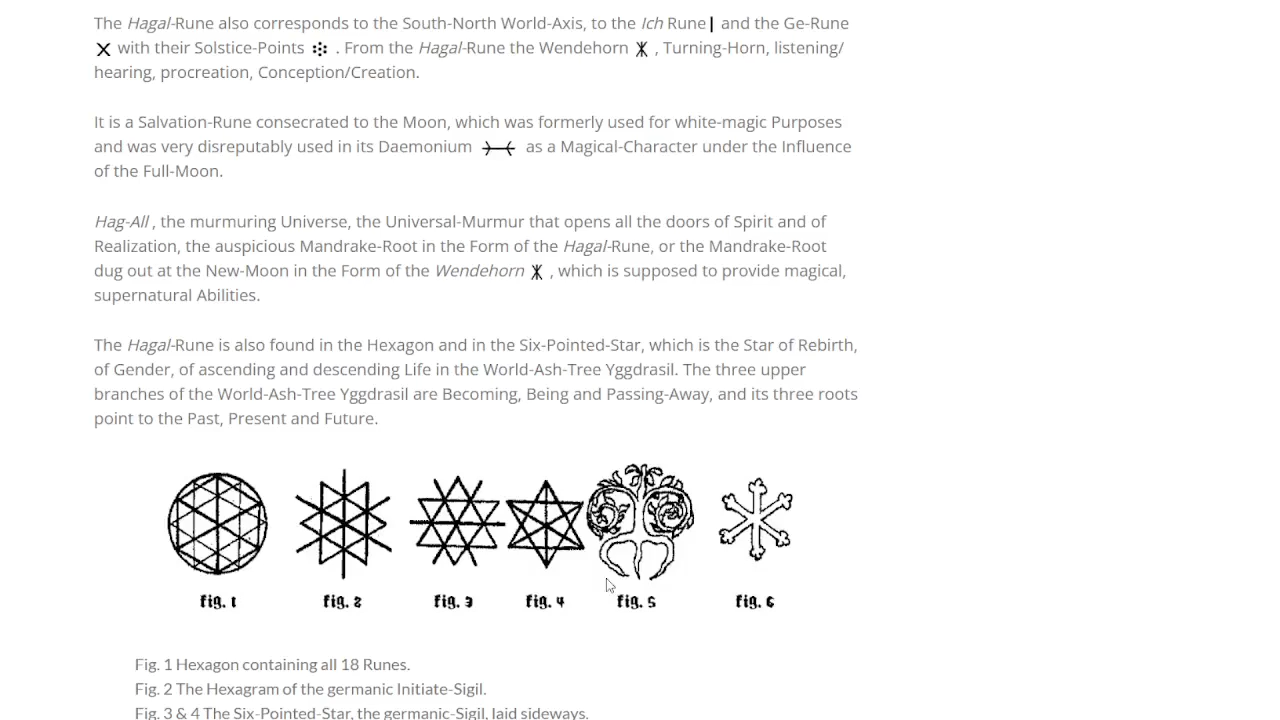 The Hagal-Rune also corresponds to the South-North World-Axis, to the Ich Rune and the Ge-Rune
with their Solstice-Points . From the Hagal-Rune the Wendehorn , Turning-Horn, listening/
hearing, procreation, Conception/Creation.
It is a Salvation-Rune consecrated to the Moon, which was formerly used for white-magic Purposes
and was very disreputably used in its Daemonium as a Magical-Character under the Influence
of the Full-Moon.
Hag-All , the murmuring Universe, the Universal-Murmur that opens all the doors of Spirit and of
Realization, the auspicious Mandrake-Root in the Form of the Hagal-Rune, or the Mandrake-Root
dug out at the New-Moon in the Form of the Wendehorn , which is supposed to provide magical,
supernatural Abilities.
The Hagal-Rune is also found in the Hexagon and in the Six-Pointed-Star, which is the Star of Rebirth,
of Gender, of ascending and descending Life in the World-Ash-Tree Yggdrasil. The three upper
branches of the World-Ash-Tree Yggdrasil are Becoming, Being and Passing-Away, and its three roots
point to the Past, Present and Future.
fig. 1 fig. 2 fig. 3 fig. 4 fig. 5 fig. 6
Fig. 1 Hexagon containing all 18 Runes.
Fig. 2 The Hexagram of the germanic Initiate-Sigil.
Fig. 3 & 4 The Six-Pointed-Star, the germanic-Sigil, laid sideways.